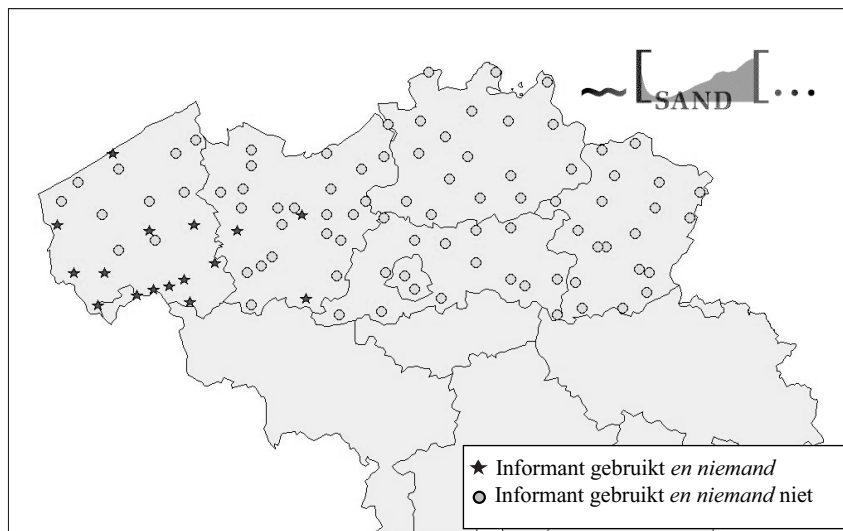 [SAND[...
Informant gebruikt en niemand
Informant gebruikt en niemand niet